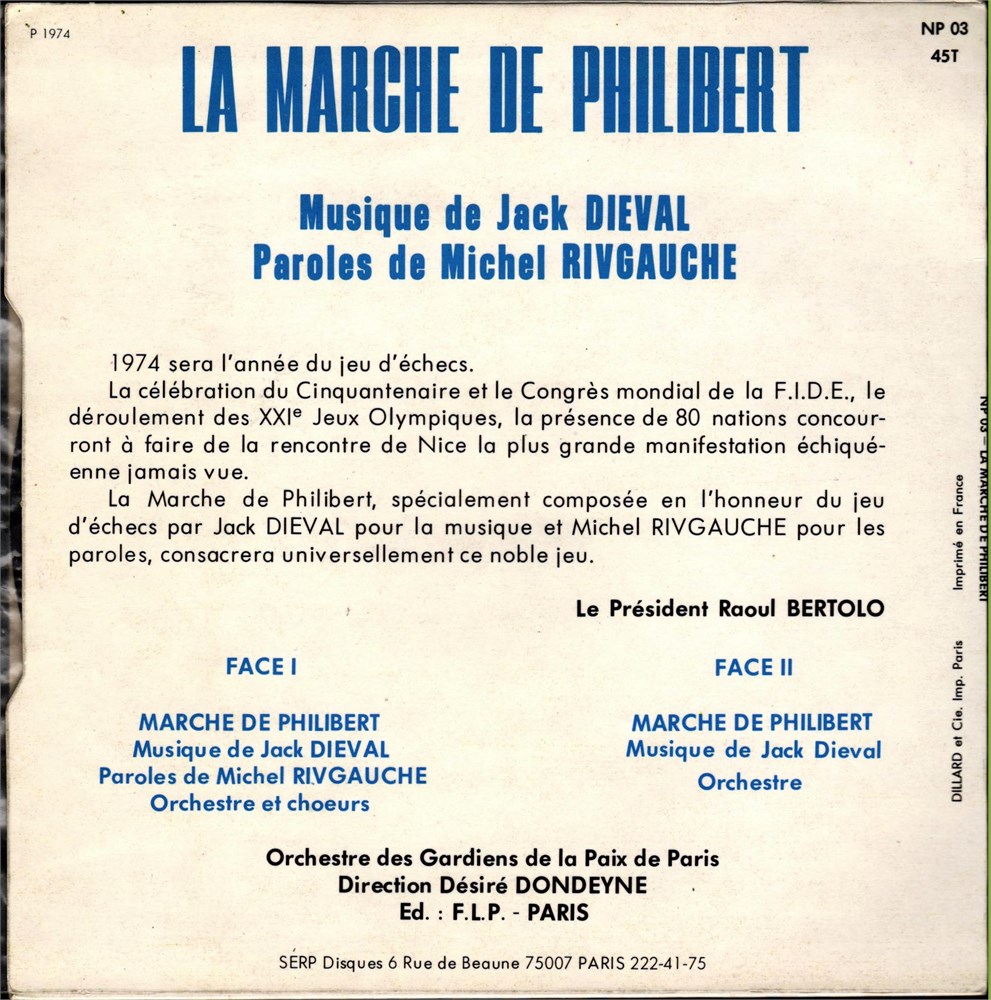 P 1974
NP 03
45T
LA MARCHE DE PHILIBERT
Musique de Jack DIEVAL
Paroles de Michel RIVGAUCHE
1974 sera l'année du jeu d'échecs.
La célébration du Cinquantenaire et le Congrès mondial de la F.I.D.E., le
déroulement des XXIe Jeux Olympiques, la présence de 80 nations concour-
ront à faire de la rencontre de Nice la plus grande manifestation échiqué-
enne jamais vue.
La Marche de Philibert, spécialement composée en l'honneur du jeu
d'échecs par Jack DIEVAL pour la musique et Michel RIVGAUCHE pour les
paroles, consacrera universellement ce noble jeu.
Le Président Raoul BERTOLO
FACE I
MARCHE DE PHILIBERT
Musique de Jack DIEVAL
Paroles de Michel RIVGAUCHE
Orchestre et choeurs
FACE II
MARCHE DE PHILIBERT
Musique de Jack Dieval
Orchestre
Orchestre des Gardiens de la Paix de Paris
Direction Désiré DONDEYNE
Ed. : F.L.P. - PARIS
SERP Disques 6 Rue de Beaune 75007 PARIS 222-41-75
DILLARD et Cie. Imp. Paris Imprimé en France
NP 03 - LA MARCHE DE PHILIBERT